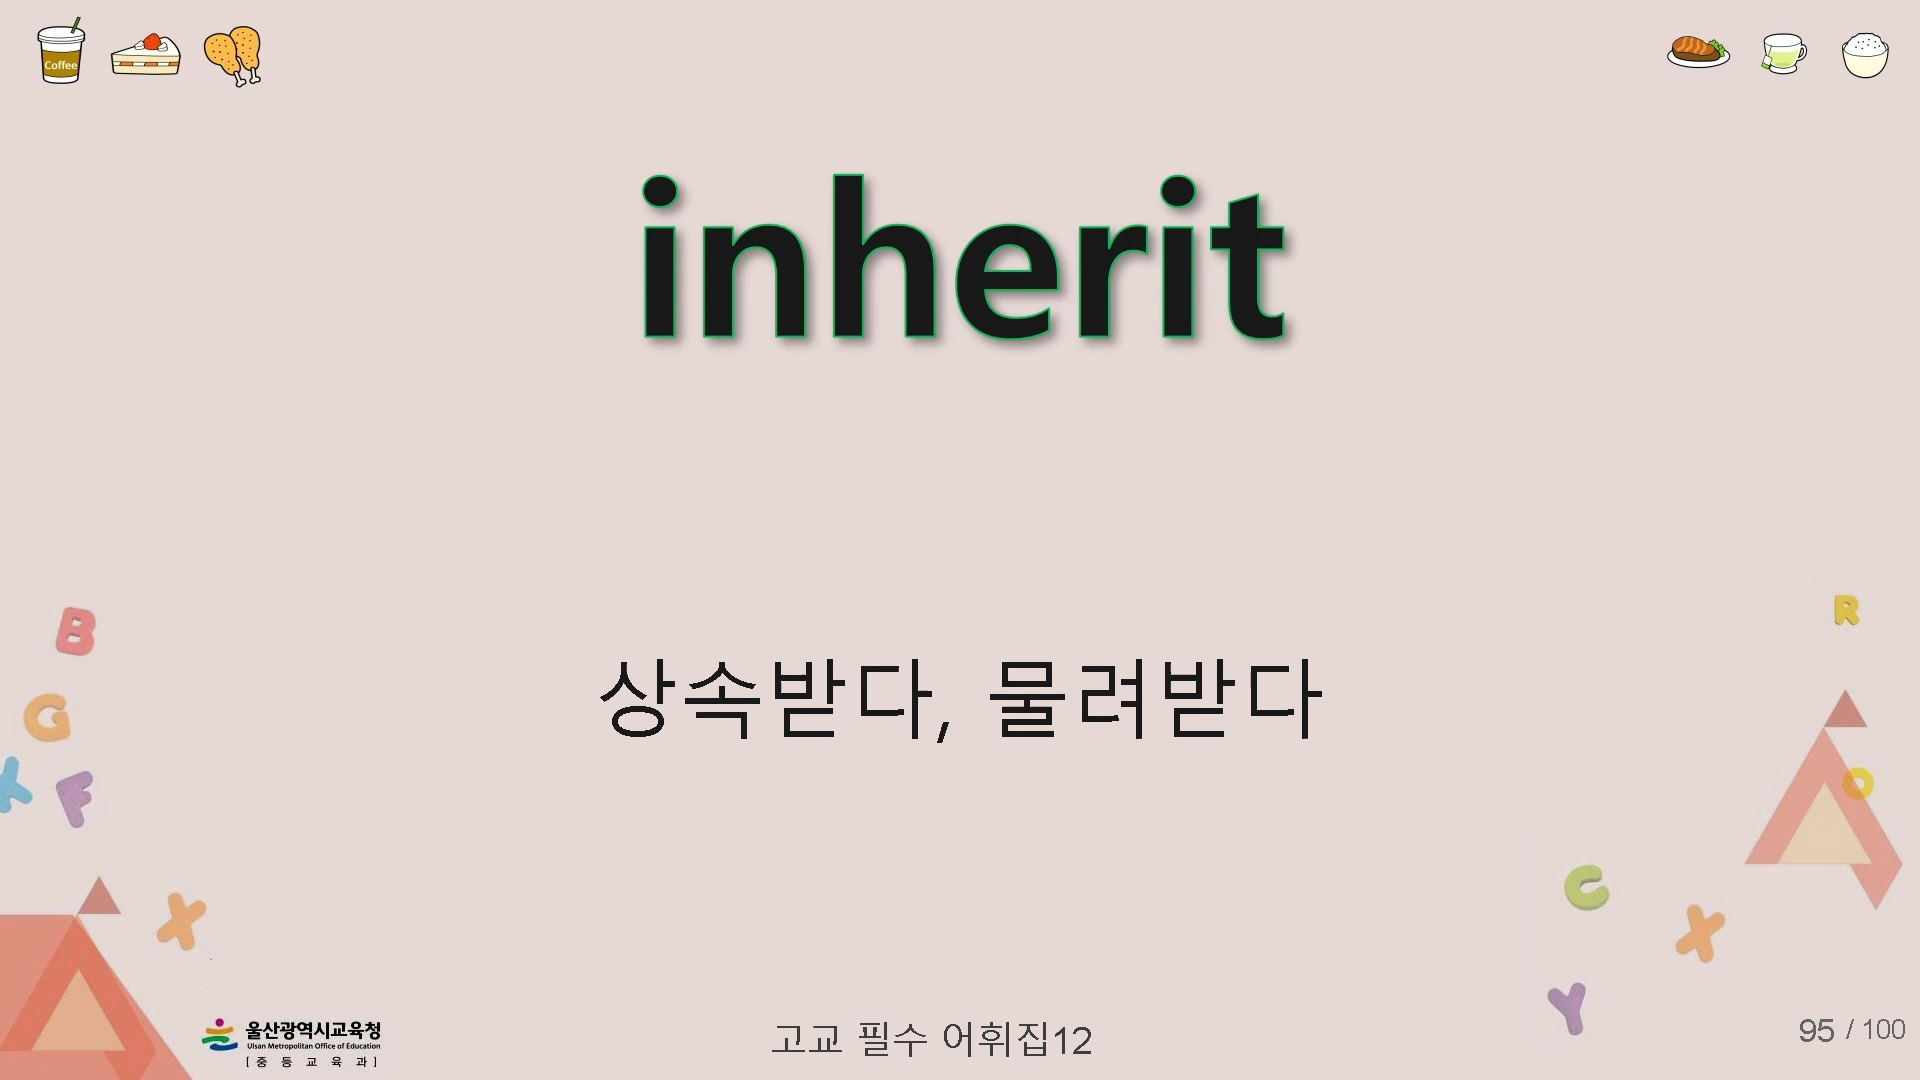 Coffee
inherit
상속받다, 물려받다
B
R
G
K
F
O
X
C
X
Y
울산광역시교육청
Ulsan Metropolitan Office of Education
[ 중 등 교 육 과 ]
고교 필수 어휘집12
95 / 100